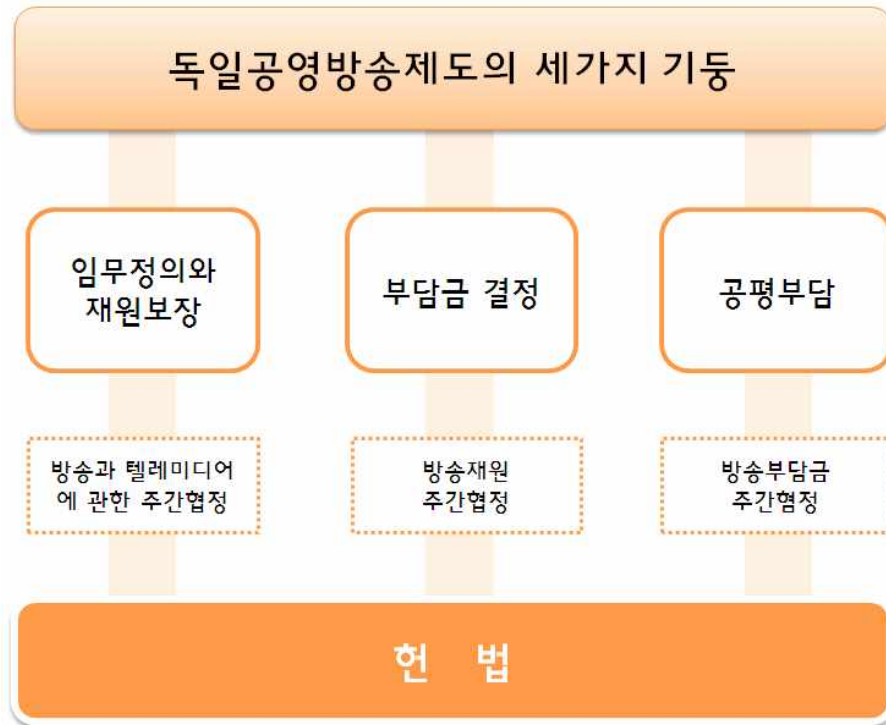 독일공영방송제도의 세가지 기둥
임무정의와
재원보장
부담금 결정
공평부담
방송과 텔레미디어
에 관한 주간협정
방송재원
주간협정
방송부담금
주간혐정
헌 법